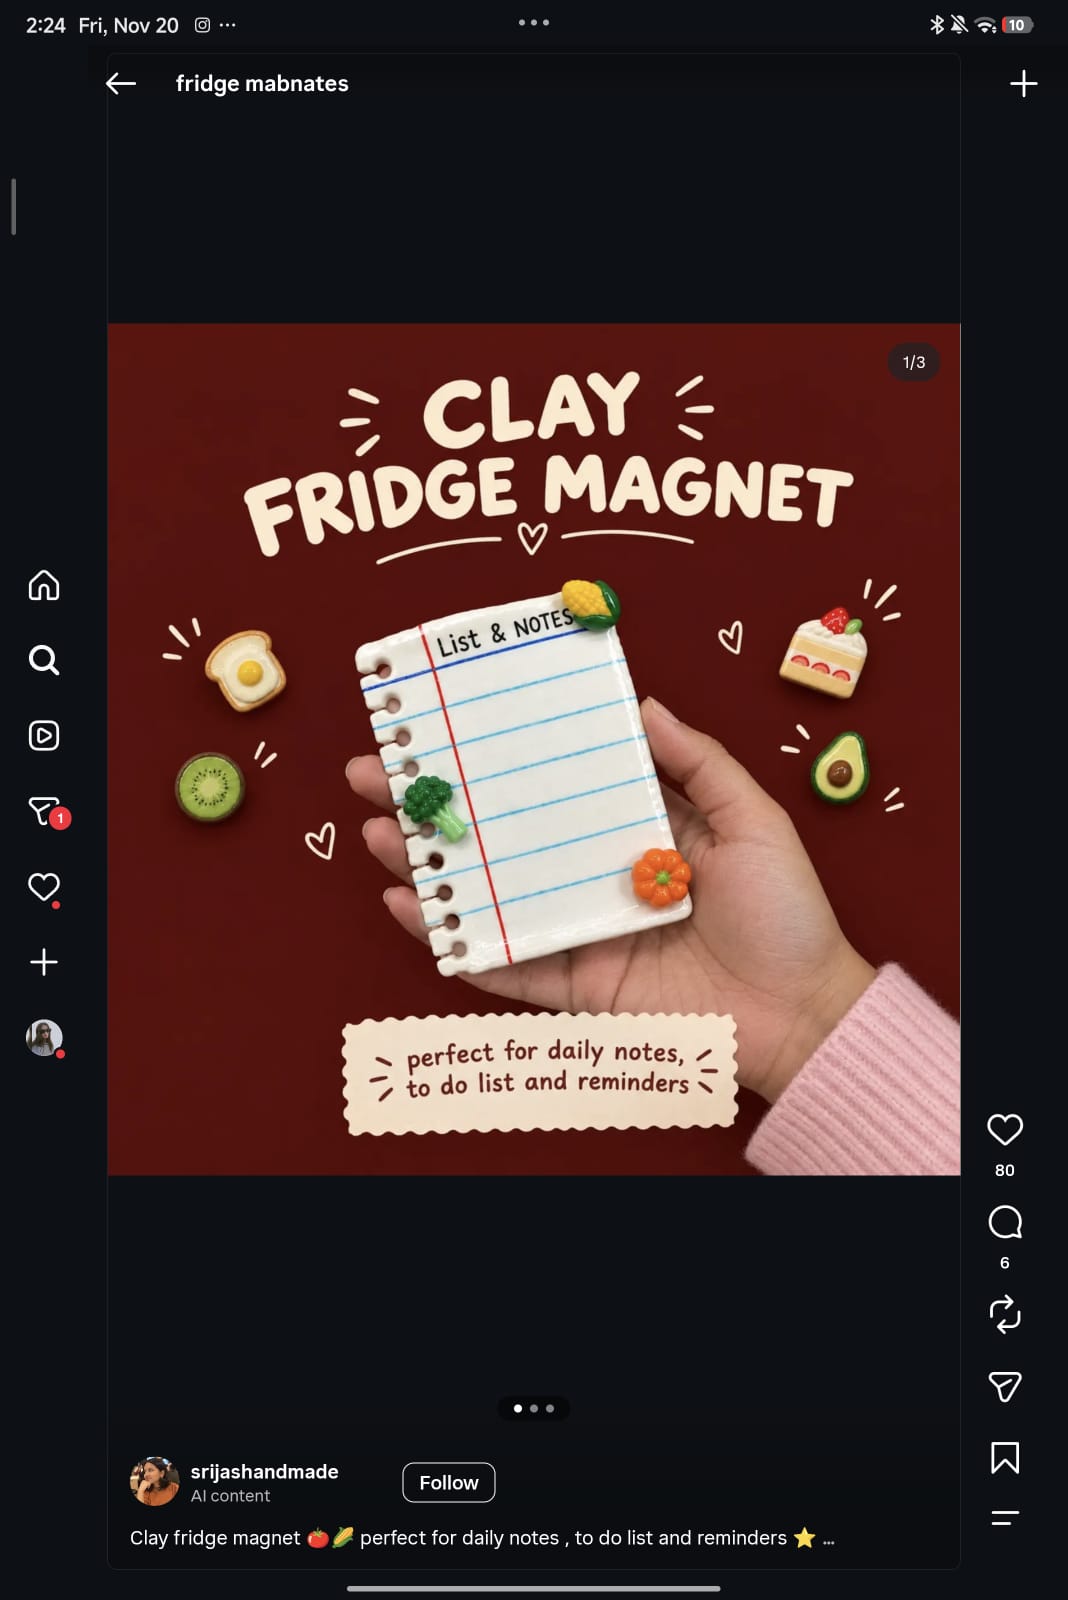 2:24 Fri, Nov 20
10
fridge mabnates
1/3
CLAY
FRIDGE MAGNET
List & NOTES
perfect for daily notes,
to do list and reminders
1
80
6
srijashandmade
AI content
Follow
Clay fridge magnet 🍅🌽 perfect for daily notes , to do list and reminders ⭐ ...